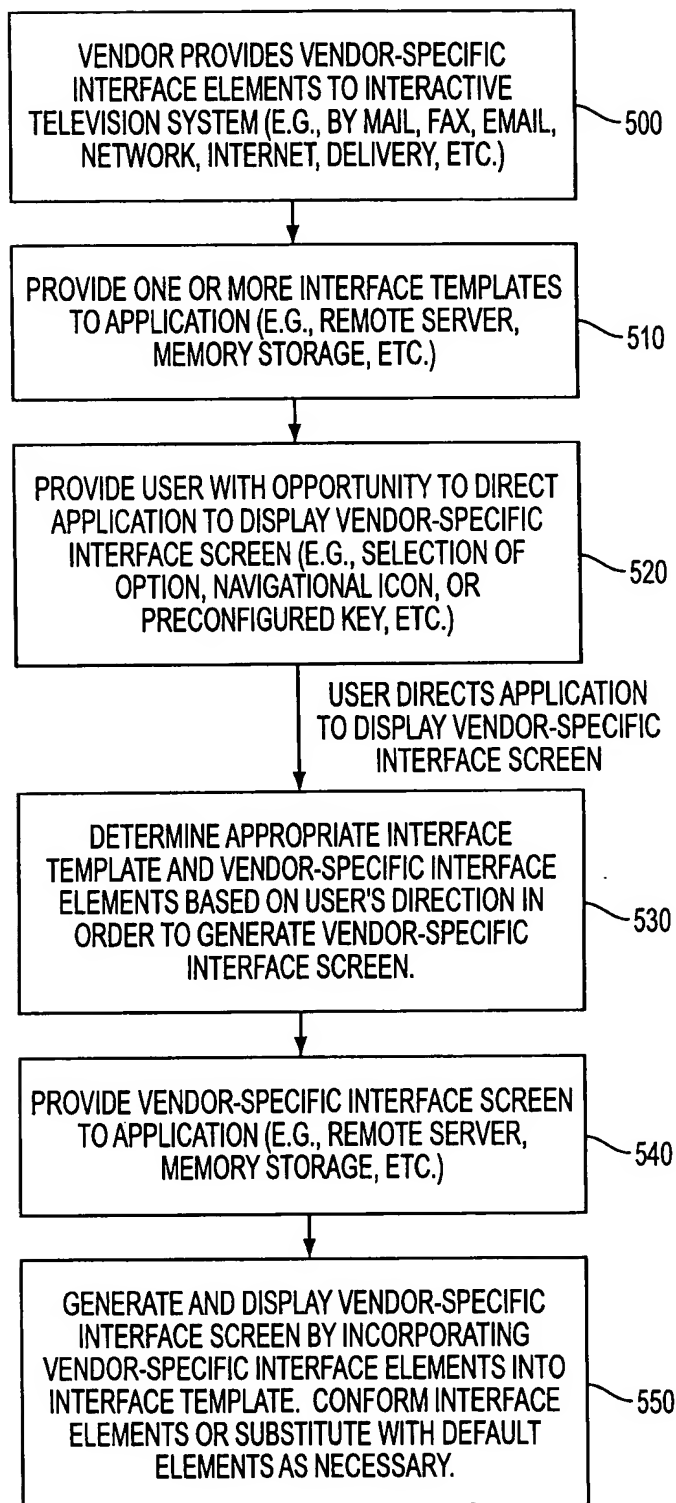 VENDOR PROVIDES VENDOR-SPECIFIC
INTERFACE ELEMENTS TO INTERACTIVE
TELEVISION SYSTEM (E.G., BY MAIL, FAX, EMAIL,
NETWORK, INTERNET, DELIVERY, ETC.)
500
PROVIDE ONE OR MORE INTERFACE TEMPLATES
TO APPLICATION (E.G., REMOTE SERVER,
MEMORY STORAGE, ETC.)
510
PROVIDE USER WITH OPPORTUNITY TO DIRECT
APPLICATION TO DISPLAY VENDOR-SPECIFIC
INTERFACE SCREEN (E.G., SELECTION OF
OPTION, NAVIGATIONAL ICON, OR
PRECONFIGURED KEY, ETC.)
520
USER DIRECTS APPLICATION
TO DISPLAY VENDOR-SPECIFIC
INTERFACE SCREEN
DETERMINE APPROPRIATE INTERFACE
TEMPLATE AND VENDOR-SPECIFIC INTERFACE
ELEMENTS BASED ON USER'S DIRECTION IN
ORDER TO GENERATE VENDOR-SPECIFIC
INTERFACE SCREEN.
530
PROVIDE VENDOR-SPECIFIC INTERFACE SCREEN
TO APPLICATION (E.G., REMOTE SERVER,
MEMORY STORAGE, ETC.)
540
GENERATE AND DISPLAY VENDOR-SPECIFIC
INTERFACE SCREEN BY INCORPORATING
VENDOR-SPECIFIC INTERFACE ELEMENTS INTO
INTERFACE TEMPLATE. CONFORM INTERFACE
ELEMENTS OR SUBSTITUTE WITH DEFAULT
ELEMENTS AS NECESSARY.
550